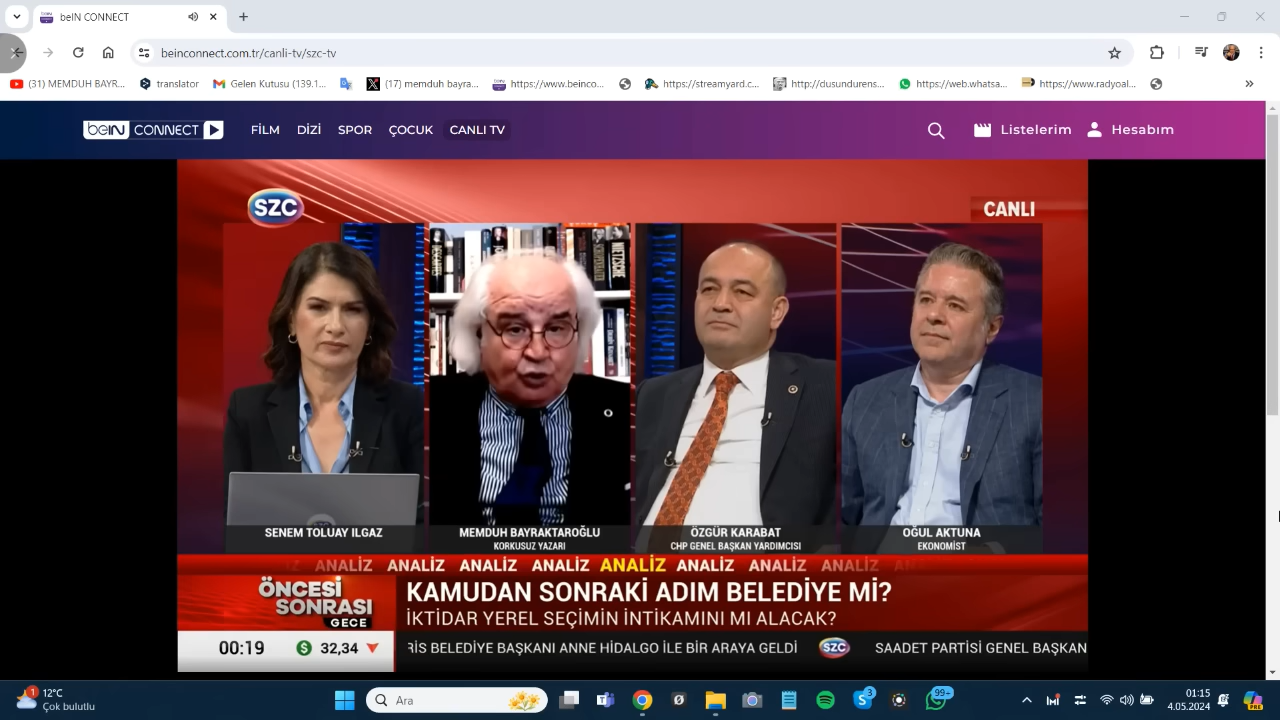 beIN CONNECT
beinconnect.com.tr/canli-tv/szc-tv
(31) MEMDUH BAYR...
translator
Gelen Kutusu (139.1...
(17) memduh bayra...
https://www.beinco...
https://streamyard.c...
http://dusundurens...
https://web.whatsa...
https://www.radyoal...
beIN CONNECT
FİLM
DİZİ
SPOR
ÇOCUK
CANLI TV
Listelerim
Hesabım
SZC
CANLI
NIETZSCHE
SENEM TOLUAY ILGAZ
MEMDUH BAYRAKTAROĞLU
KORKUSUZ YAZARI
ÖZGÜR KARABAT
CHP GENEL BAŞKAN YARDIMCISI
OĞUL AKTUNA
EKONOMİST
ANALİZ ANALİZ ANALİZ ANALİZ ANALİZ ANALİZ ANALİZ ANALİZ
ÖNCESİ
SONRASI
GECE
KAMUDAN SONRAKİ ADIM BELEDİYE Mİ?
İKTİDAR YEREL SEÇİMİN İNTİKAMINI MI ALACAK?
00:19
$ 32,34
RİS BELEDİYE BAŞKANI ANNE HİDALGO İLE BİR ARAYA GELDİ SZC SAADET PARTİSİ GENEL BAŞKAN
1
12°C
Çok bulutlu
Ara
3
99+
01:15
4.05.2024